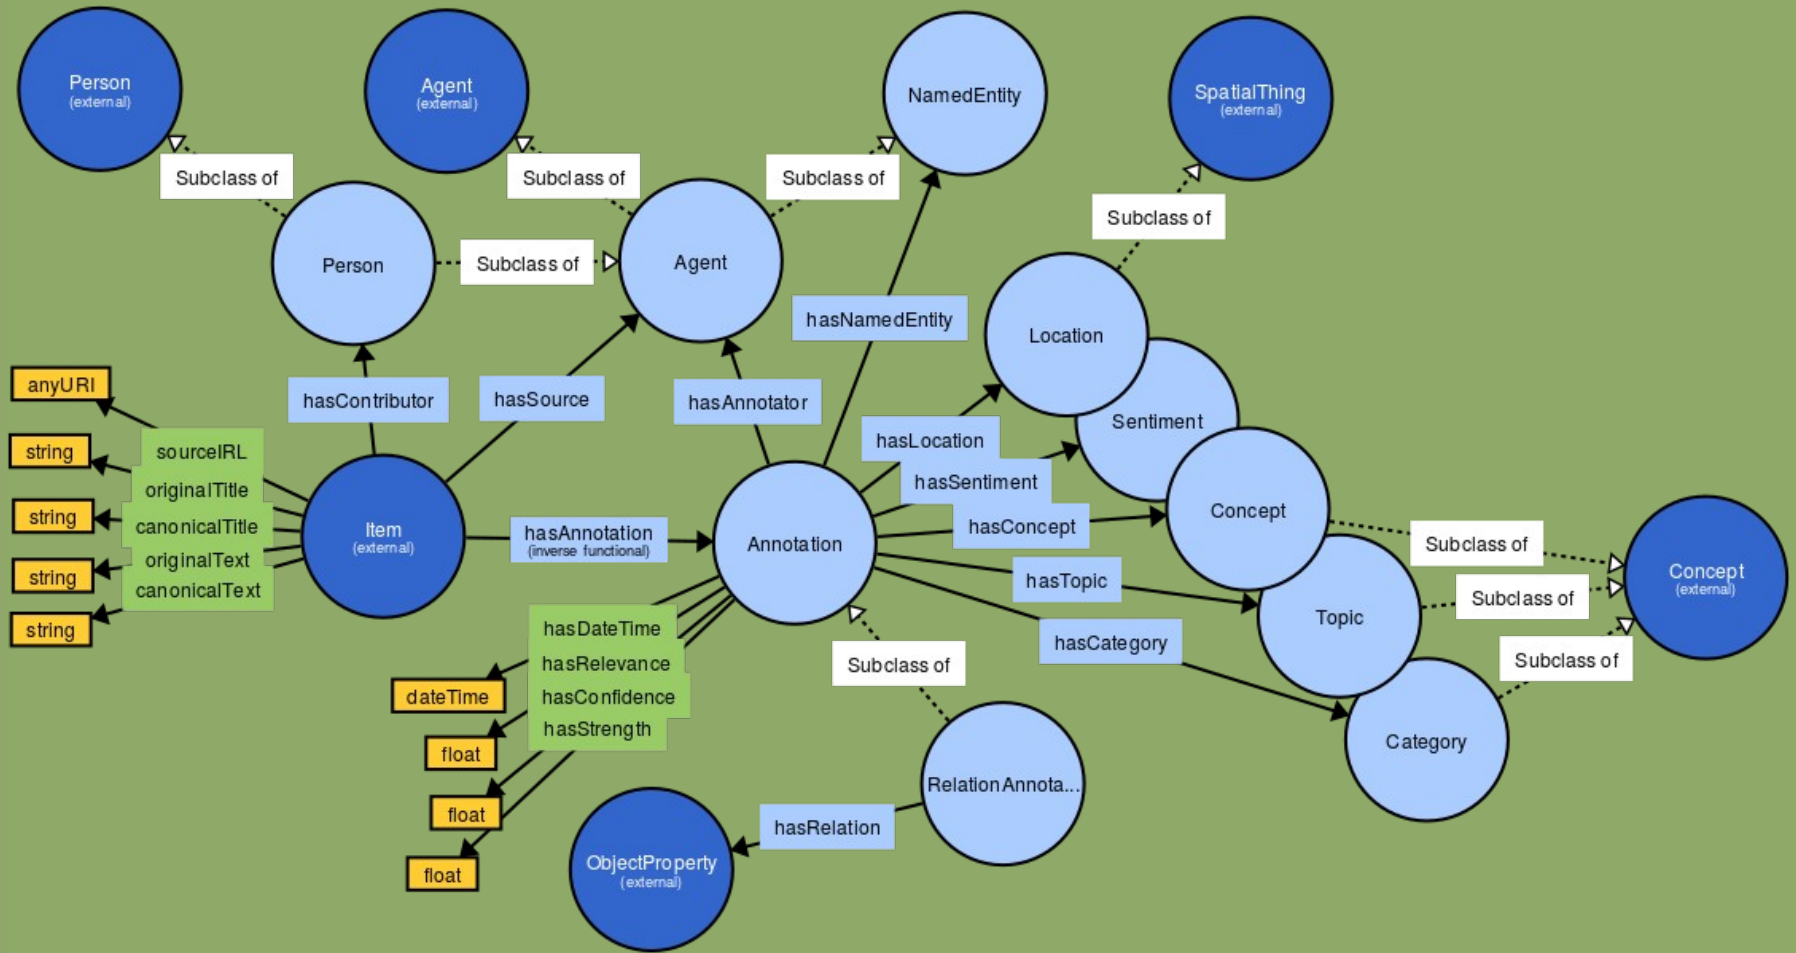 Person
(external)
Agent
(external)
NamedEntity
SpatialThing
(external)
Subclass of
Subclass of
Subclass of
Subclass of
Person
Subclass of
Agent
hasNamedEntity
Location
anyURI
hasContributor
hasSource
hasAnnotator
Sentiment
hasLocation
string
sourceIRL
originalTitle
hasSentiment
string
canonicalTitle
Item
(external)
hasAnnotation
(inverse functional)
Annotation
hasConcept
Concept
Subclass of
Concept
(external)
string
originalText
canonicalText
hasTopic
Topic
Subclass of
string
hasDateTime
hasRelevance
hasConfidence
hasStrength
Subclass of
hasCategory
Subclass of
dateTime
float
float
float
Category
RelationAnnota...
hasRelation
ObjectProperty
(external)